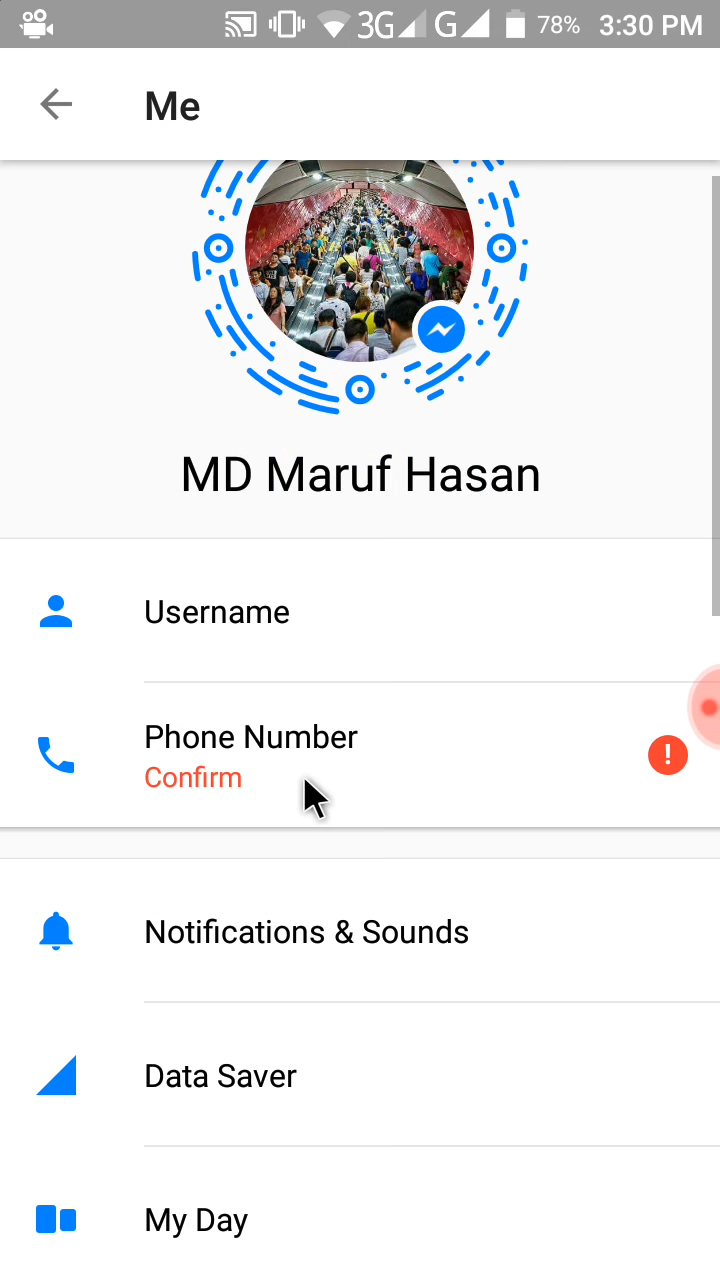 3G G 78% 3:30 PM
Me
MD Maruf Hasan
Username
Phone Number
Confirm
!
Notifications & Sounds
Data Saver
My Day